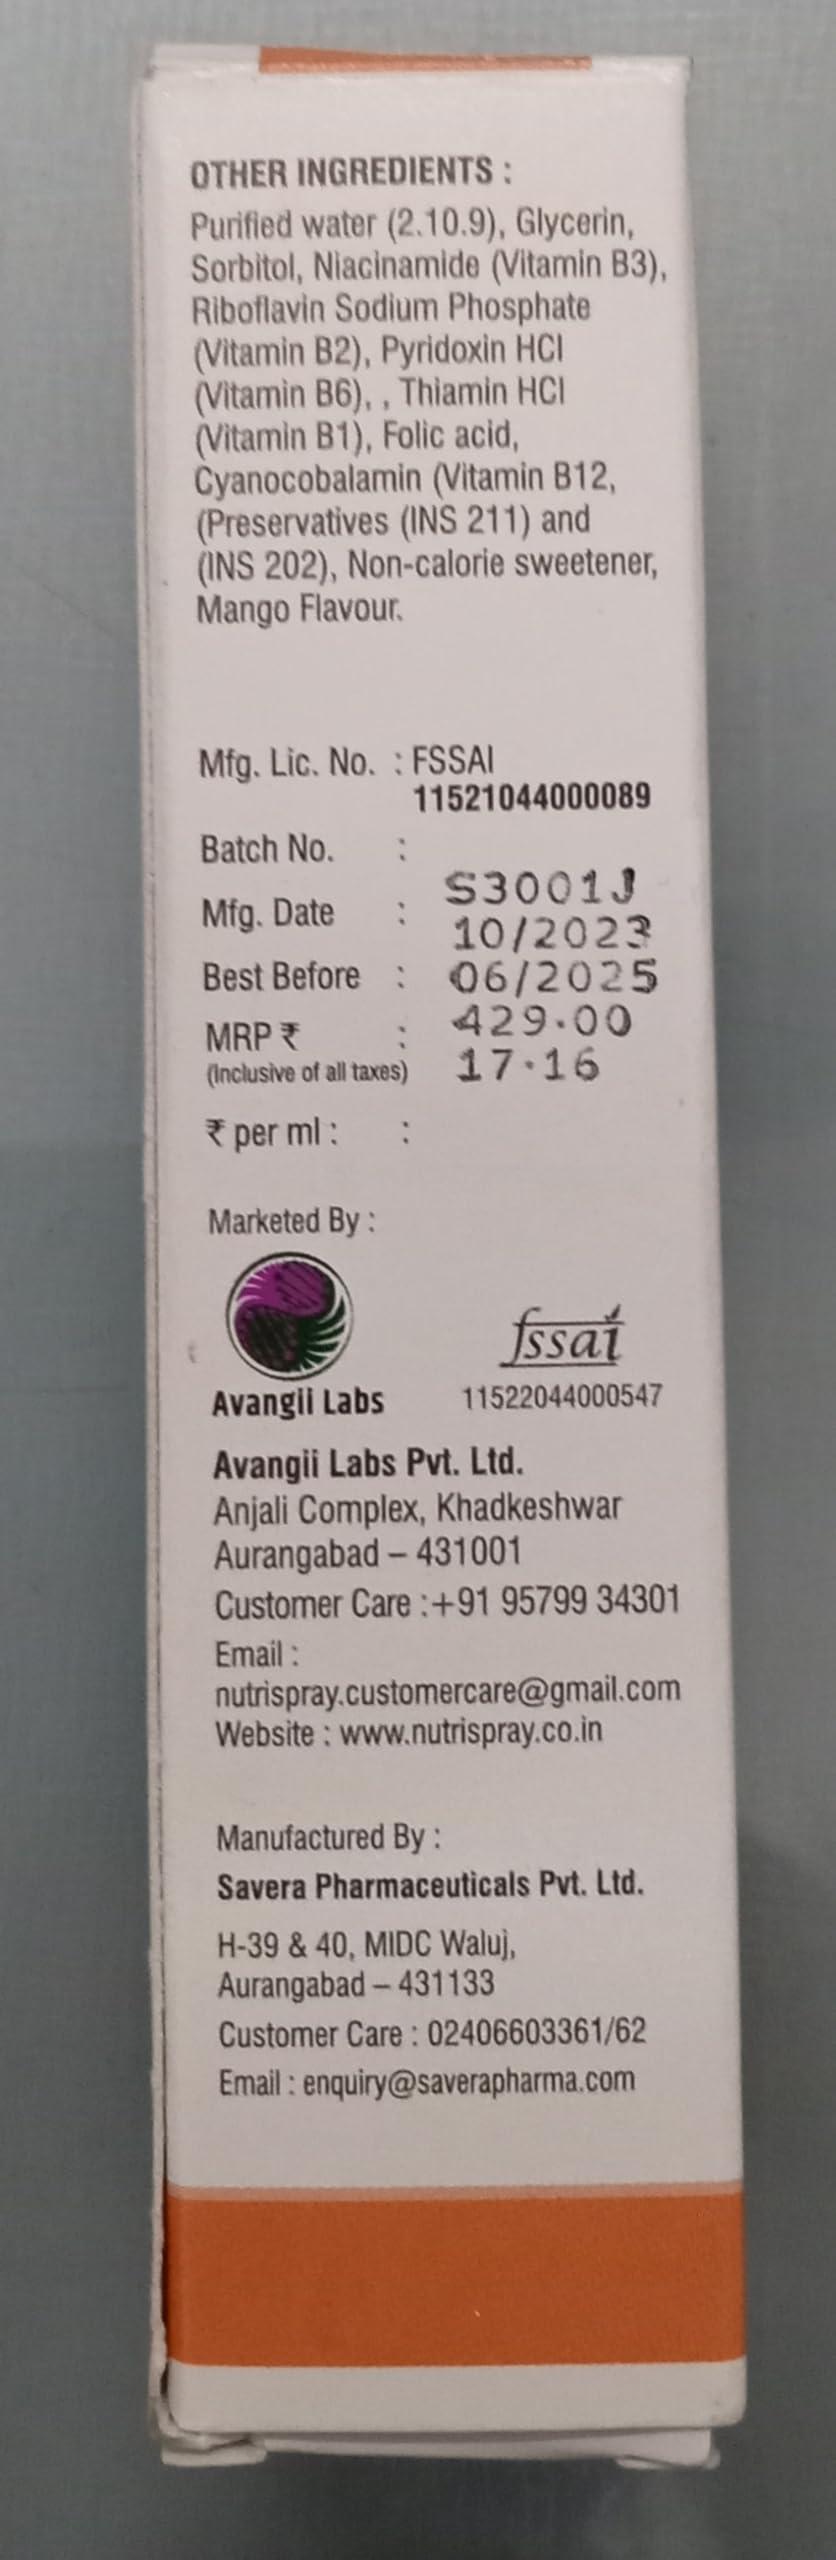 OTHER INGREDIENTS :
Purified water (2.10.9), Glycerin,
Sorbitol, Niacinamide (Vitamin B3),
Riboflavin Sodium Phosphate
(Vitamin B2), Pyridoxin HCl
(Vitamin B6), , Thiamin HCl
(Vitamin B1), Folic acid,
Cyanocobalamin (Vitamin B12,
(Preservatives (INS 211) and
(INS 202), Non-calorie sweetener,
Mango Flavour.
Mfg. Lic. No. : FSSAI
11521044000089
Batch No. :
S3001J
Mfg. Date :
10/2023
Best Before : 06/2025
MRP ₹ : 429.00
(Inclusive of all taxes) 17.16
₹ per ml : :
Marketed By :
fssai
Avangii Labs 11522044000547
Avangii Labs Pvt. Ltd.
Anjali Complex, Khadkeshwar
Aurangabad – 431001
Customer Care :+91 95799 34301
Email :
nutrispray.customercare@gmail.com
Website : www.nutrispray.co.in
Manufactured By :
Savera Pharmaceuticals Pvt. Ltd.
H-39 & 40, MIDC Waluj,
Aurangabad – 431133
Customer Care : 02406603361/62
Email : enquiry@saverapharma.com